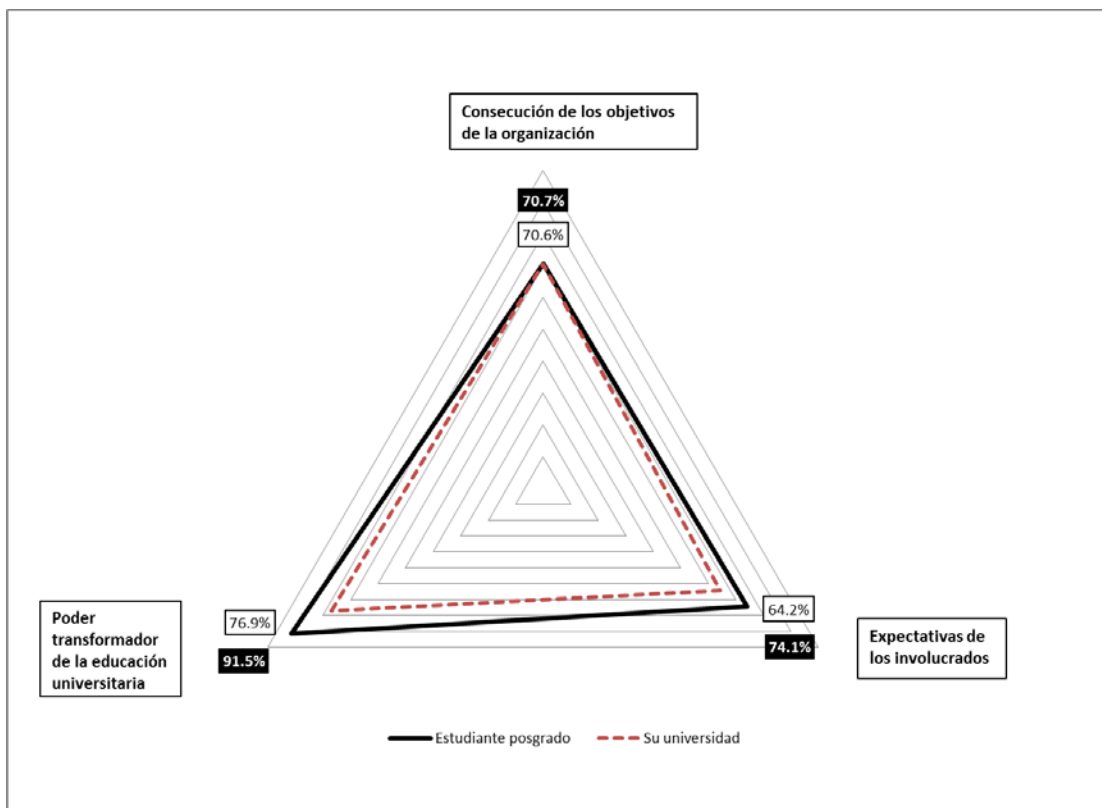 Consecución de los objetivos
de la organización
70.7%
70.6%
Poder
transformador
de la educación
universitaria
76.9%
91.5%
64.2%
74.1%
Expectativas de
los involucrados
Estudiante posgrado
Su universidad